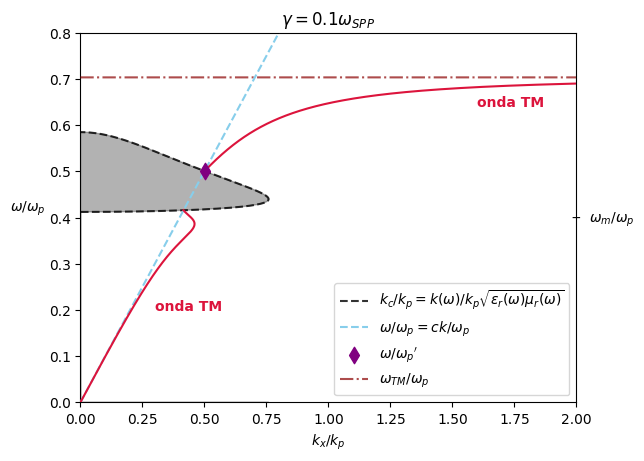 γ = 0.1ω_SPP
0.8
0.7
0.6
0.5
0.4
0.3
0.2
0.1
0.0
ω/ω_p
onda TM
onda TM
ω_m/ω_p
k_c/k_p = k(ω)/k_p√(ε_r(ω)μ_r(ω))
ω/ω_p = ck/ω_p
ω/ω_p′
ω_TM/ω_p
0.00 0.25 0.50 0.75 1.00 1.25 1.50 1.75 2.00
k_x/k_p